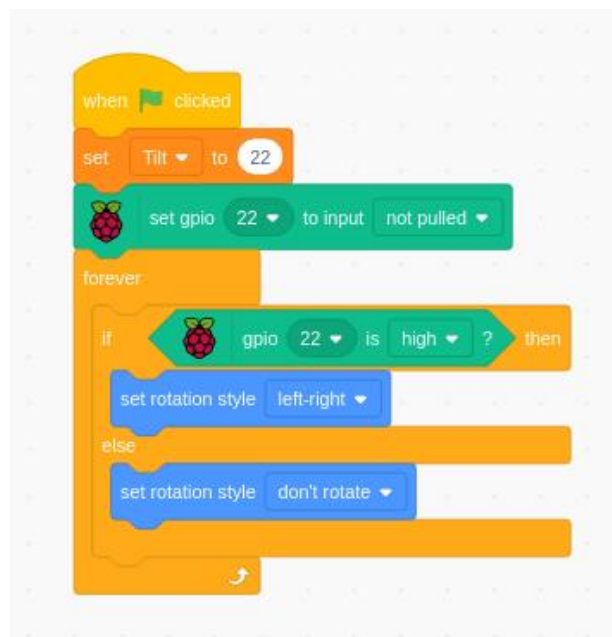 when clicked
set Tilt to 22
set gpio 22 to input not pulled
forever
if gpio 22 is high ? then
set rotation style left-right
else
set rotation style don't rotate